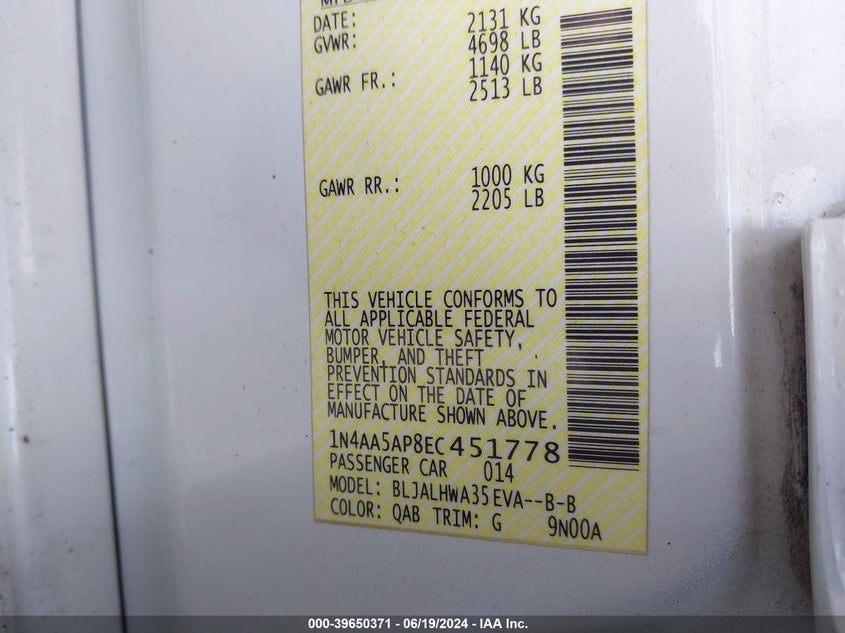 DATE: 2131 KG
GVWR: 4698 LB
1140 KG
GAWR FR.: 2513 LB
GAWR RR.: 1000 KG
2205 LB
THIS VEHICLE CONFORMS TO
ALL APPLICABLE FEDERAL
MOTOR VEHICLE SAFETY,
BUMPER, AND THEFT
PREVENTION STANDARDS IN
EFFECT ON THE DATE OF
MANUFACTURE SHOWN ABOVE.
1N4AA5AP8EC451778
PASSENGER CAR 014
MODEL: BLJALHWA35EVA--B-B
COLOR: QAB TRIM: G 9N00A
000-39650371 - 06/19/2024 - IAA Inc.